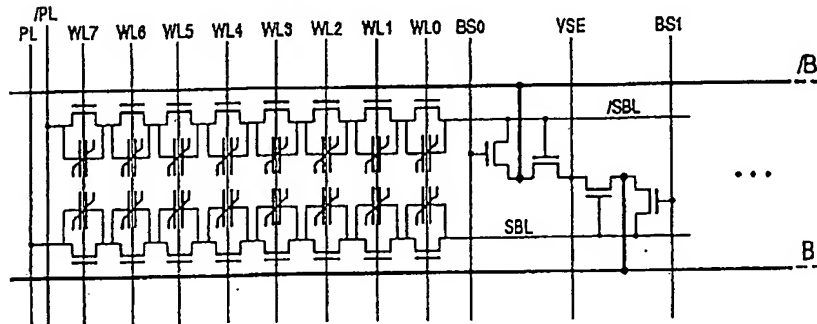 /PL
PL WL7 WL6 WL5 WL4 WL3 WL2 WL1 WL0 BS0 VSE BS1
/B
/SBL
...
SBL
B